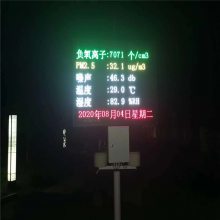 负氧离子:7071 个/cm3
PM2.5 :32.1 ug/m3
噪声 :46.3 db
温度 :29.0 ℃
湿度 :82.9 %RH
2020年08月04日星期二